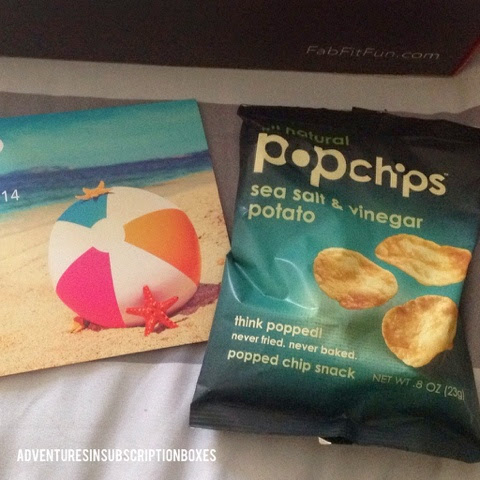 FabFitFun.com
14
all natural
popchips
sea salt & vinegar
potato
think popped!
never fried. never baked.
popped chip snack
NET WT .8 OZ (23g)
ADVENTURESINSUBSCRIPTIONBOXES